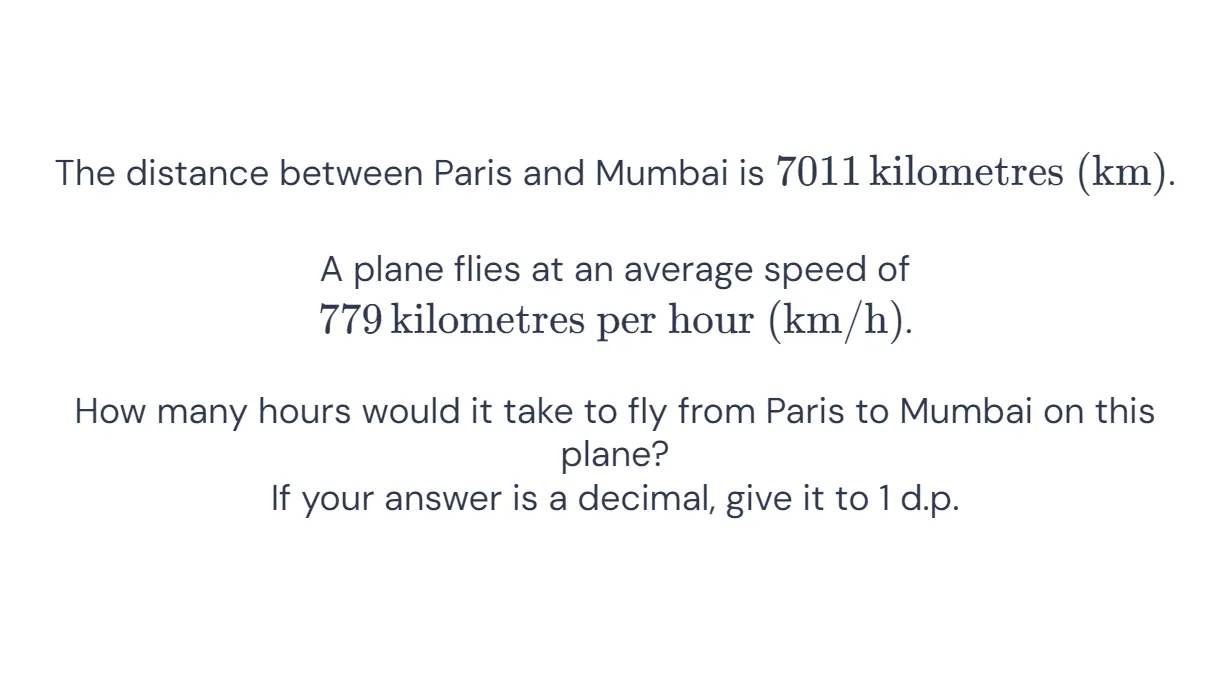 The distance between Paris and Mumbai is 7011 kilometres (km).
A plane flies at an average speed of
779 kilometres per hour (km/h).
How many hours would it take to fly from Paris to Mumbai on this
plane?
If your answer is a decimal, give it to 1 d.p.